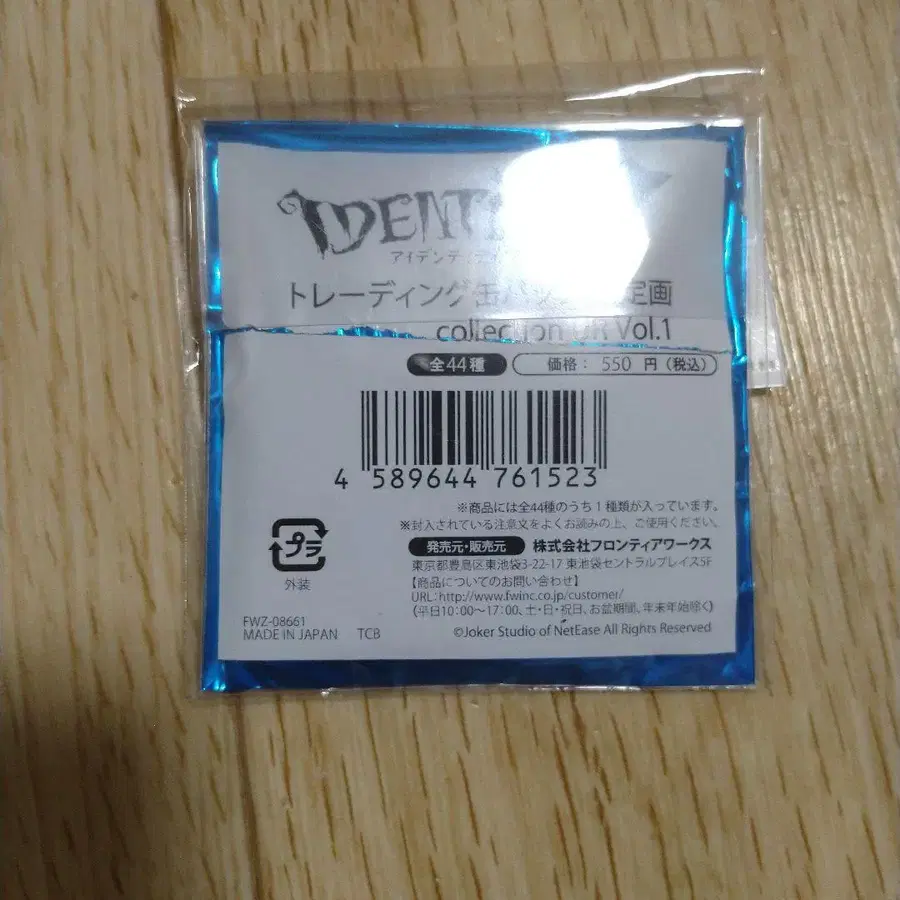 IDENT
アイデンティ
トレーディング缶バッ 定画
collection UR Vol.1
全44種 価格： 550 円（税込）
4 589644 761523
※商品には全44種のうち１種類が入っています。
※封入されている注意文をよくお読みの上、ご使用ください。
プラ
外装
発売元・販売元 株式会社フロンティアワークス
東京都豊島区東池袋3-22-17 東池袋セントラルプレイス5F
【商品についてのお問い合わせ】
URL:http://www.fwinc.co.jp/customer/
（平日10：00～17：00、土・日・祝日、お盆期間、年末年始除く）
FWZ-08661
MADE IN JAPAN TCB
©Joker Studio of NetEase All Rights Reserved